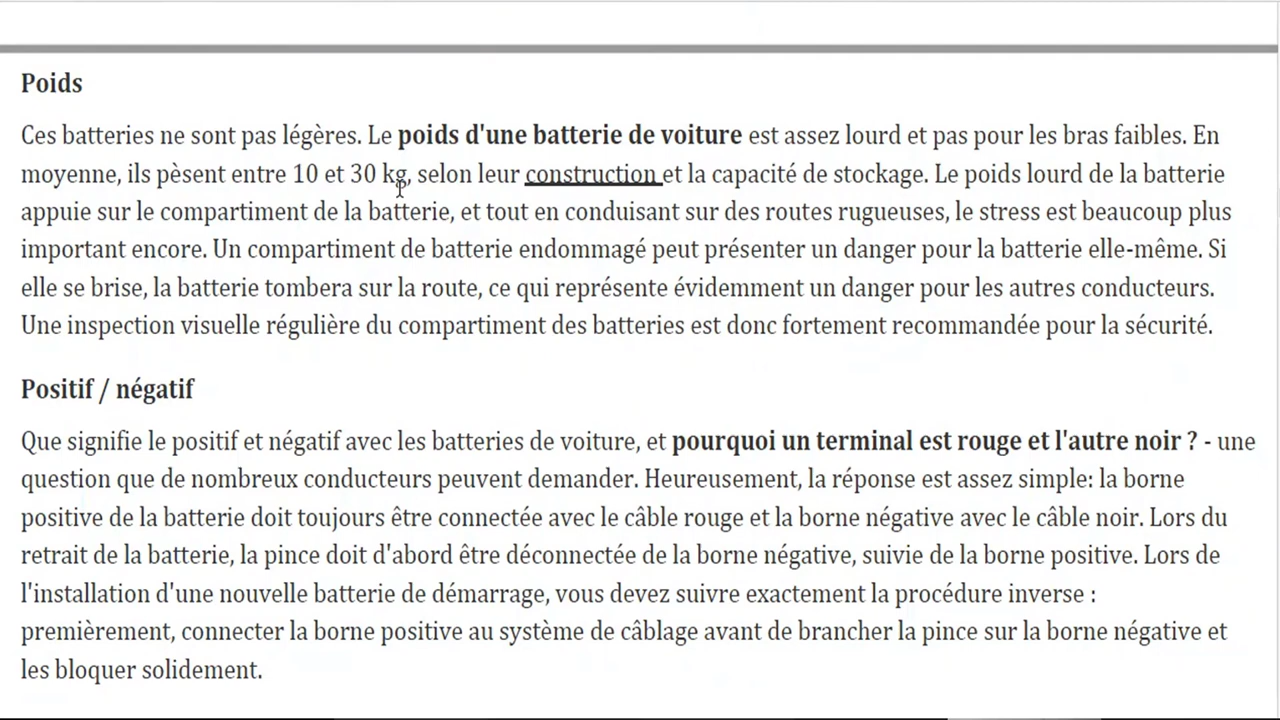 Poids
Ces batteries ne sont pas légères. Le poids d'une batterie de voiture est assez lourd et pas pour les bras faibles. En
moyenne, ils pèsent entre 10 et 30 kg, selon leur construction et la capacité de stockage. Le poids lourd de la batterie
appuie sur le compartiment de la batterie, et tout en conduisant sur des routes rugueuses, le stress est beaucoup plus
important encore. Un compartiment de batterie endommagé peut présenter un danger pour la batterie elle-même. Si
elle se brise, la batterie tombera sur la route, ce qui représente évidemment un danger pour les autres conducteurs.
Une inspection visuelle régulière du compartiment des batteries est donc fortement recommandée pour la sécurité.
Positif / négatif
Que signifie le positif et négatif avec les batteries de voiture, et pourquoi un terminal est rouge et l'autre noir ? - une
question que de nombreux conducteurs peuvent demander. Heureusement, la réponse est assez simple: la borne
positive de la batterie doit toujours être connectée avec le câble rouge et la borne négative avec le câble noir. Lors du
retrait de la batterie, la pince doit d'abord être déconnectée de la borne négative, suivie de la borne positive. Lors de
l'installation d'une nouvelle batterie de démarrage, vous devez suivre exactement la procédure inverse :
premièrement, connecter la borne positive au système de câblage avant de brancher la pince sur la borne négative et
les bloquer solidement.